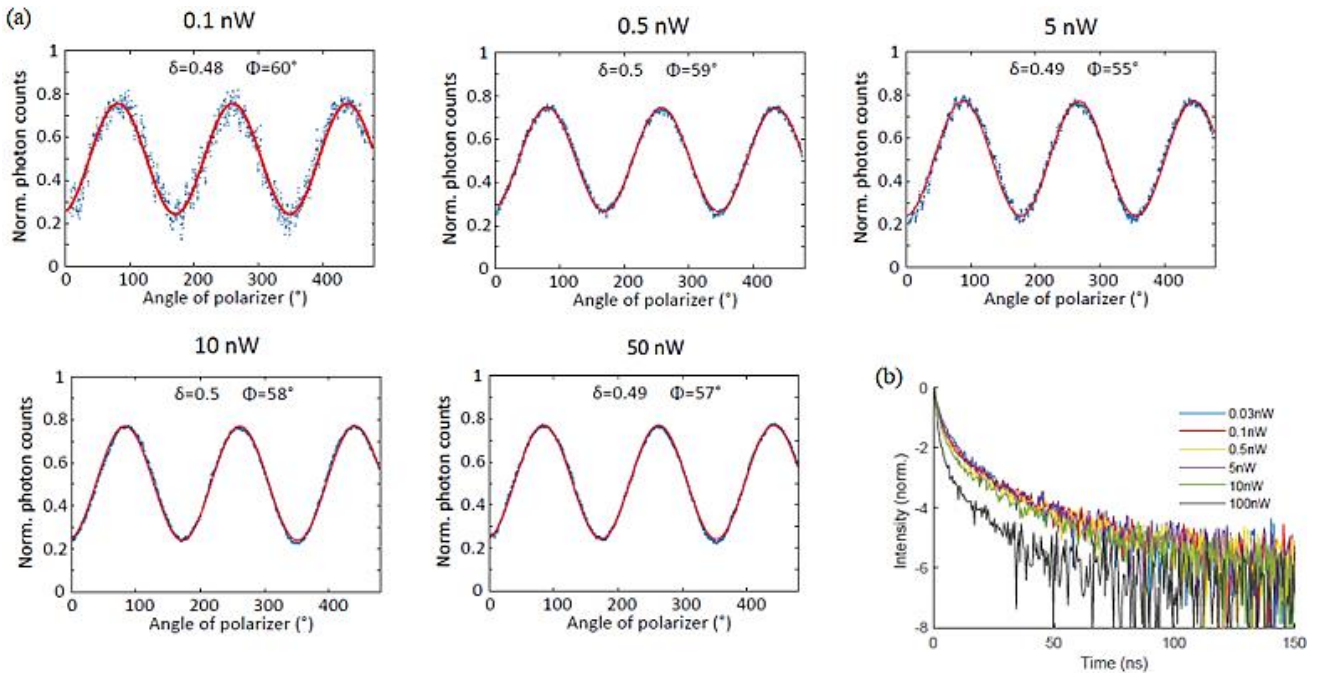 (a)
0.1 nW
0.5 nW
5 nW
1
0.8
0.6
0.4
0.2
0
Norm. photon counts
δ=0.48 Φ=60°
0 100 200 300 400
Angle of polarizer (°)
1
0.8
0.6
0.4
0.2
0
Norm. photon counts
δ=0.5 Φ=59°
0 100 200 300 400
Angle of polarizer (°)
1
0.8
0.6
0.4
0.2
0
Norm. photon counts
δ=0.49 Φ=55°
0 100 200 300 400
Angle of polarizer (°)
10 nW
50 nW
1
0.8
0.6
0.4
0.2
0
Norm. photon counts
δ=0.5 Φ=58°
0 100 200 300 400
Angle of polarizer (°)
1
0.8
0.6
0.4
0.2
0
Norm. photon counts
δ=0.49 Φ=57°
0 100 200 300 400
Angle of polarizer (°)
(b)
0
-2
-4
-6
-8
Intensity (norm.)
0.03nW
0.1nW
0.5nW
5nW
10nW
100nW
0 50 100 150
Time (ns)